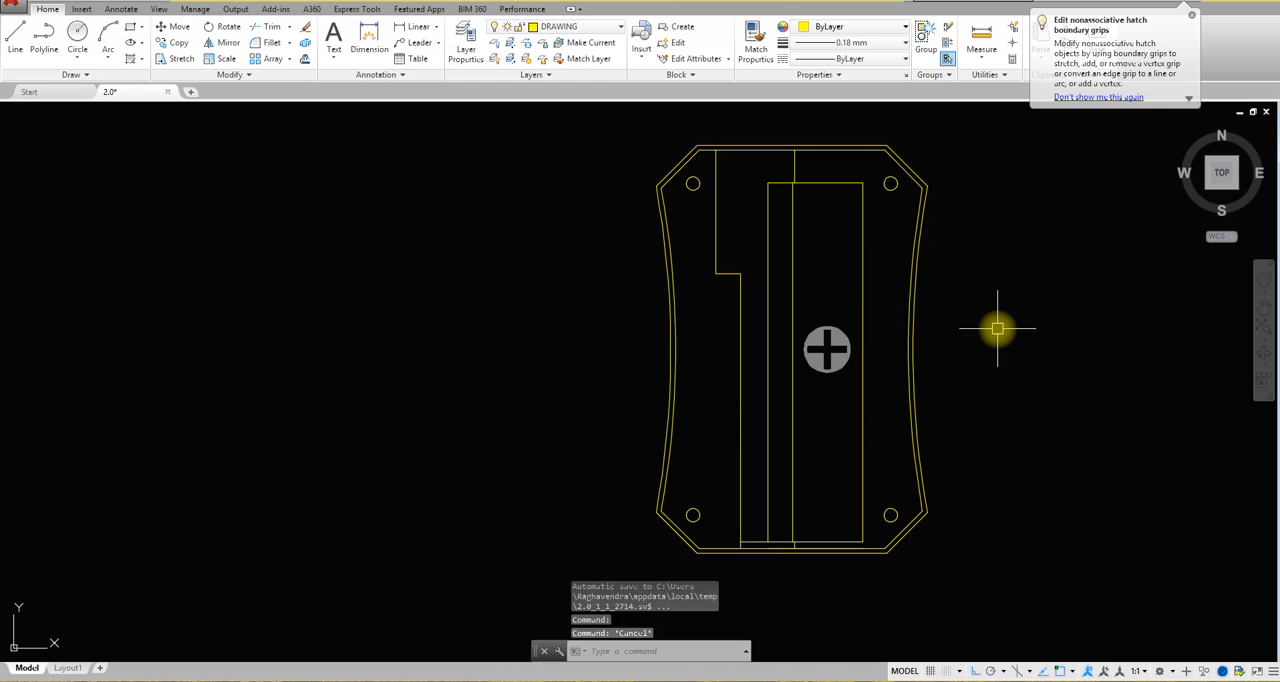 Home Insert Annotate View Manage Output Add-ins A360 Express Tools Featured Apps BIM 360 Performance
Line Polyline Circle Arc
Move Rotate Trim
Copy Mirror Fillet
Stretch Scale Array
Text Dimension
Linear
Leader
Table
Layer Properties
DRAWING
Make Current
Match Layer
Insert
Create
Edit
Edit Attributes
Match Properties
ByLayer
0.18 mm
ByLayer
Group
Measure
Draw Modify Annotation Layers Block Properties Groups Utilities
Edit nonassociative hatch
boundary grips
Modify nonassociative hatch
objects by using boundary grips to
stretch, add, or remove a vertex grip
or convert an edge grip to a line or
arc, or add a vertex.
Don't show me this again
Start 2.0*
N
W TOP E
S
WCS
Automatic save to C:\Users
\Raghavendra\appdata\local\temp
\2.0_1_1_2714.sv$ ...
Command:
Command: *Cancel*
Type a command
Y
X
Model Layout1 +
MODEL 1:1